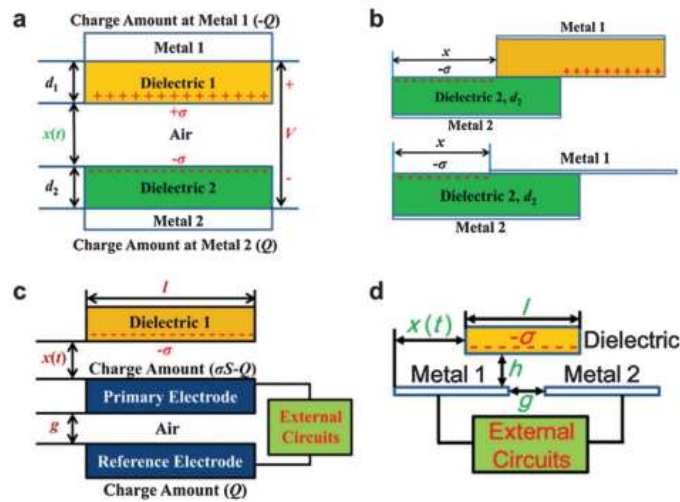 a
Charge Amount at Metal 1 (-Q)
Metal 1
d₁
Dielectric 1
+ + + + + + + + + + + + +
+
+σ
x(t)
Air
V
-σ
-
d₂
Dielectric 2
Metal 2
Charge Amount at Metal 2 (Q)
b
Metal 1
x
-σ
+ + + + + + + + + +
Dielectric 2, d₂
Metal 2
x
-σ
Metal 1
Dielectric 2, d₂
Metal 2
c
l
Dielectric 1
x(t)
-σ
Charge Amount (σS-Q)
Primary Electrode
g
Air
External
Circuits
Reference Electrode
Charge Amount (Q)
d
l
x(t)
-σ
Dielectric
h
Metal 1
Metal 2
g
External
Circuits